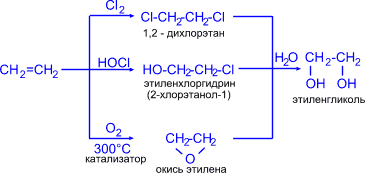 Cl₂
Cl-CH₂-CH₂-Cl
1,2 - дихлорэтан
CH₂=CH₂
HOCl
HO-CH₂-CH₂-Cl
этиленхлоргидрин
(2-хлорэтанол-1)
H₂O
CH₂-CH₂
OH OH
этиленгликоль
O₂
300°C
катализатор
CH₂-CH₂
O
окись этилена